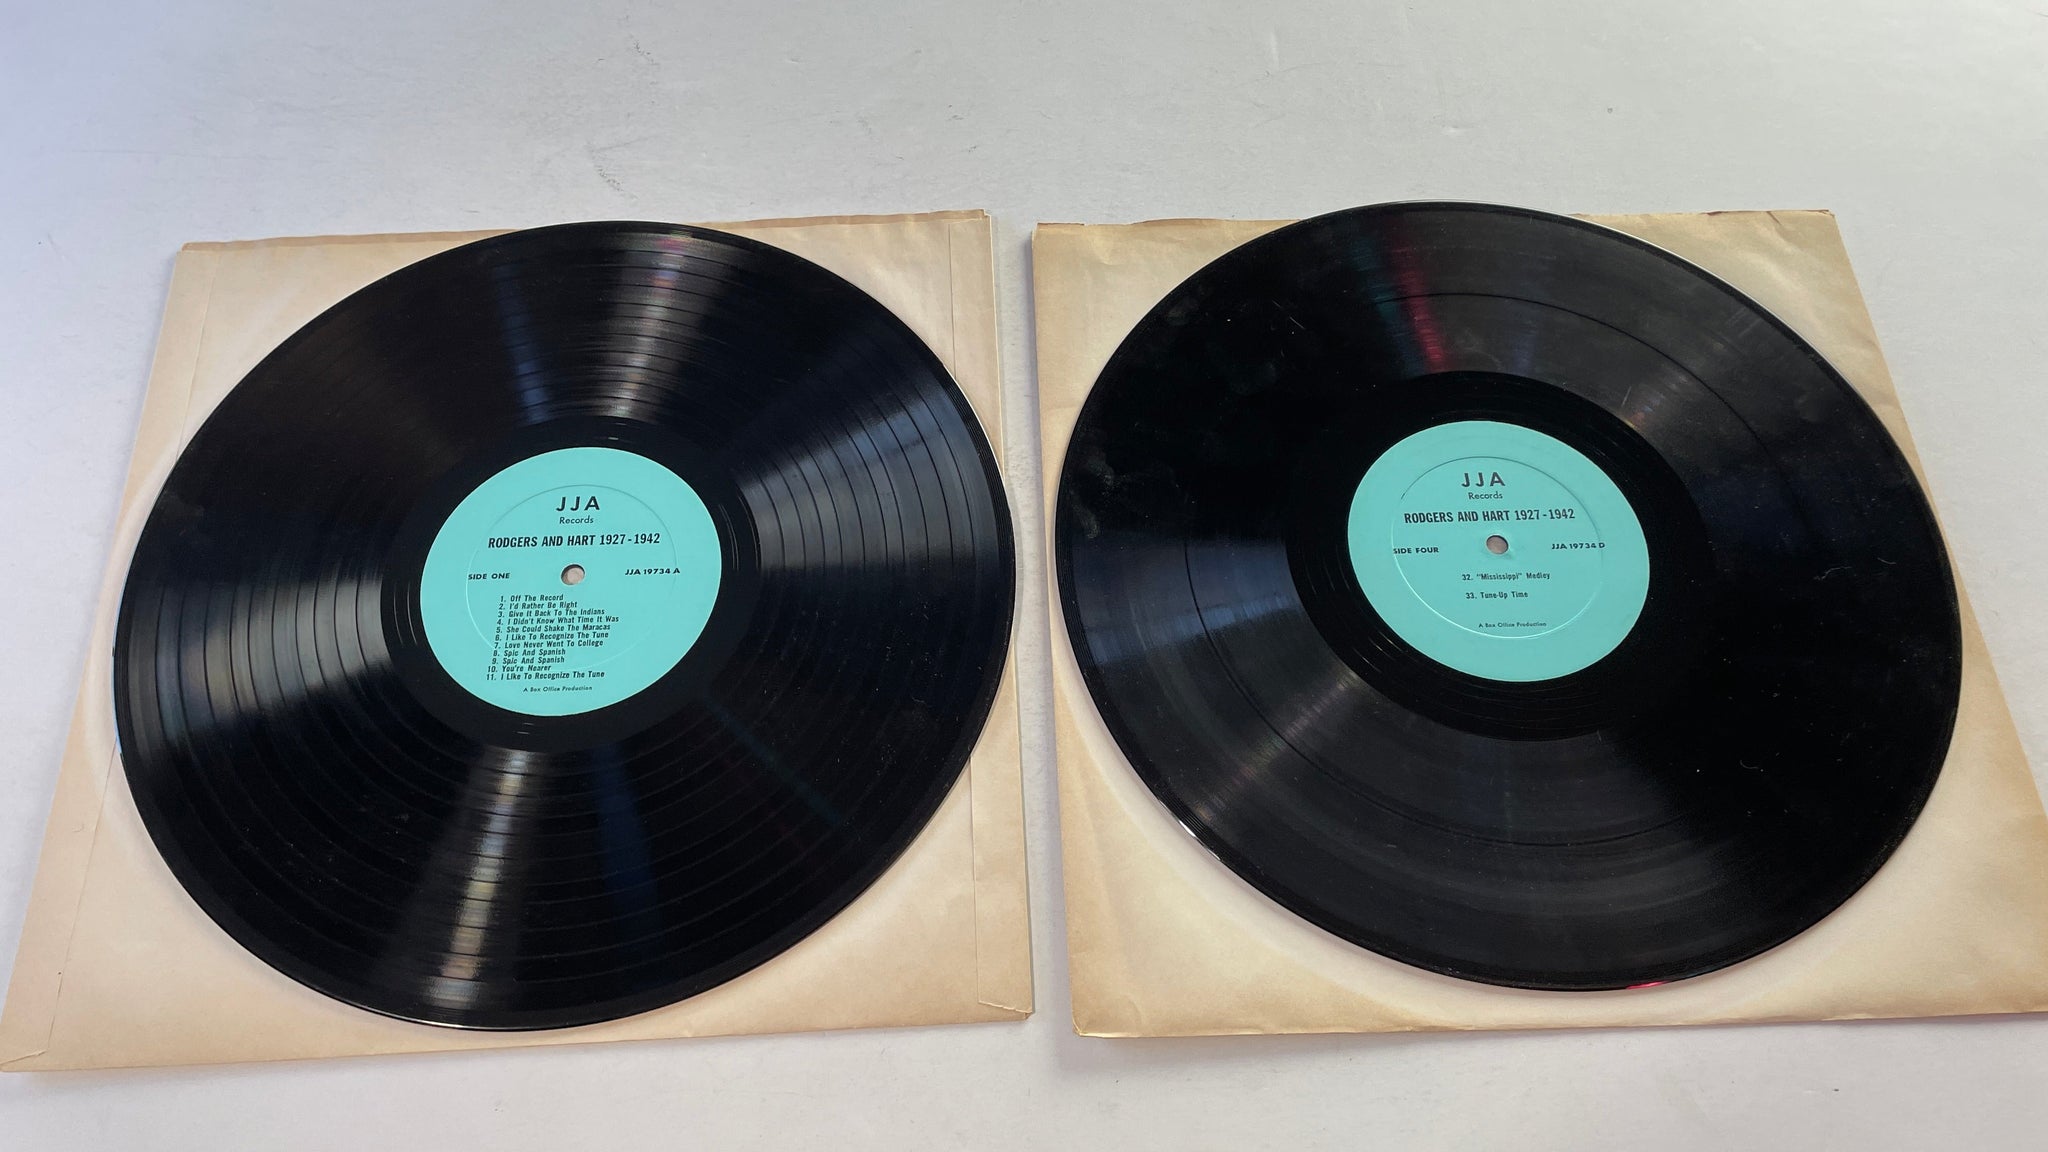 JJA
Records
RODGERS AND HART 1927-1942
SIDE ONE JJA 19734 A
1. Off The Record
2. I'd Rather Be Right
3. Give It Back To The Indians
4. I Didn't Know What Time It Was
5. She Could Shake The Maracas
6. I Like To Recognize The Tune
7. Love Never Went To College
8. Spic And Spanish
9. Spic And Spanish
10. You're Nearer
11. I Like To Recognize The Tune
A Box Office Production
JJA
Records
RODGERS AND HART 1927-1942
SIDE FOUR JJA 19734 D
32. "Mississippi" Medley
33. Tune-Up Time
A Box Office Production